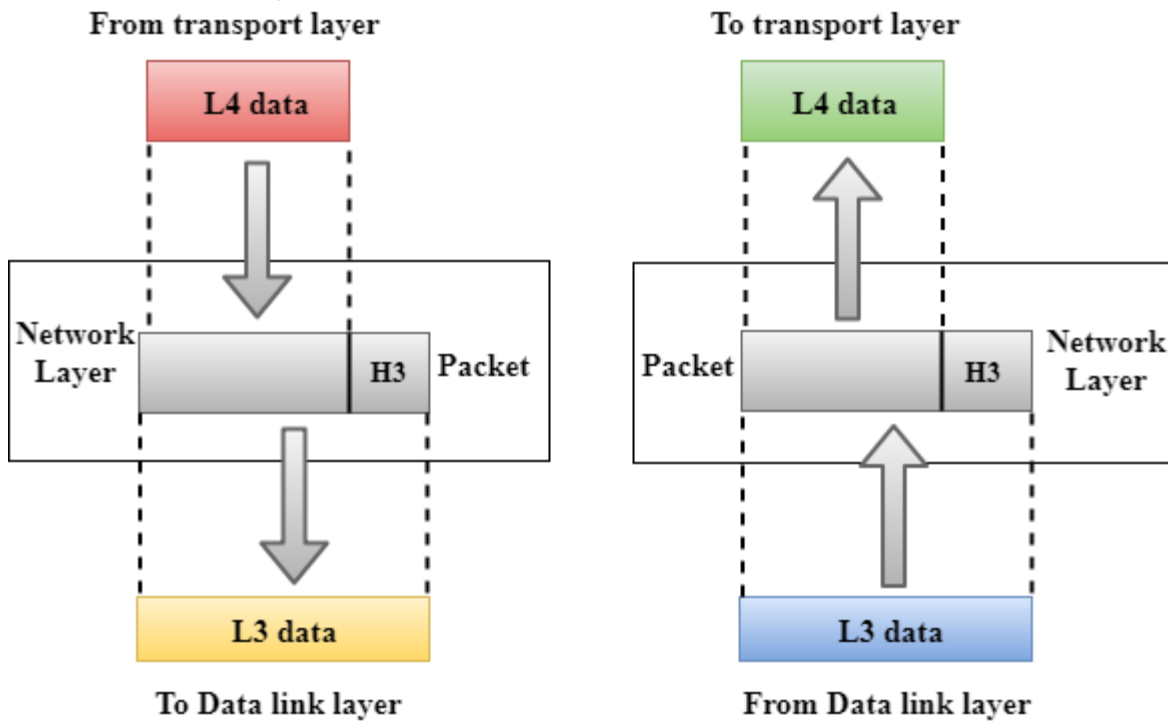 From transport layer
L4 data
Network
Layer
H3
Packet
L3 data
To Data link layer
To transport layer
L4 data
Packet
H3
Network
Layer
L3 data
From Data link layer